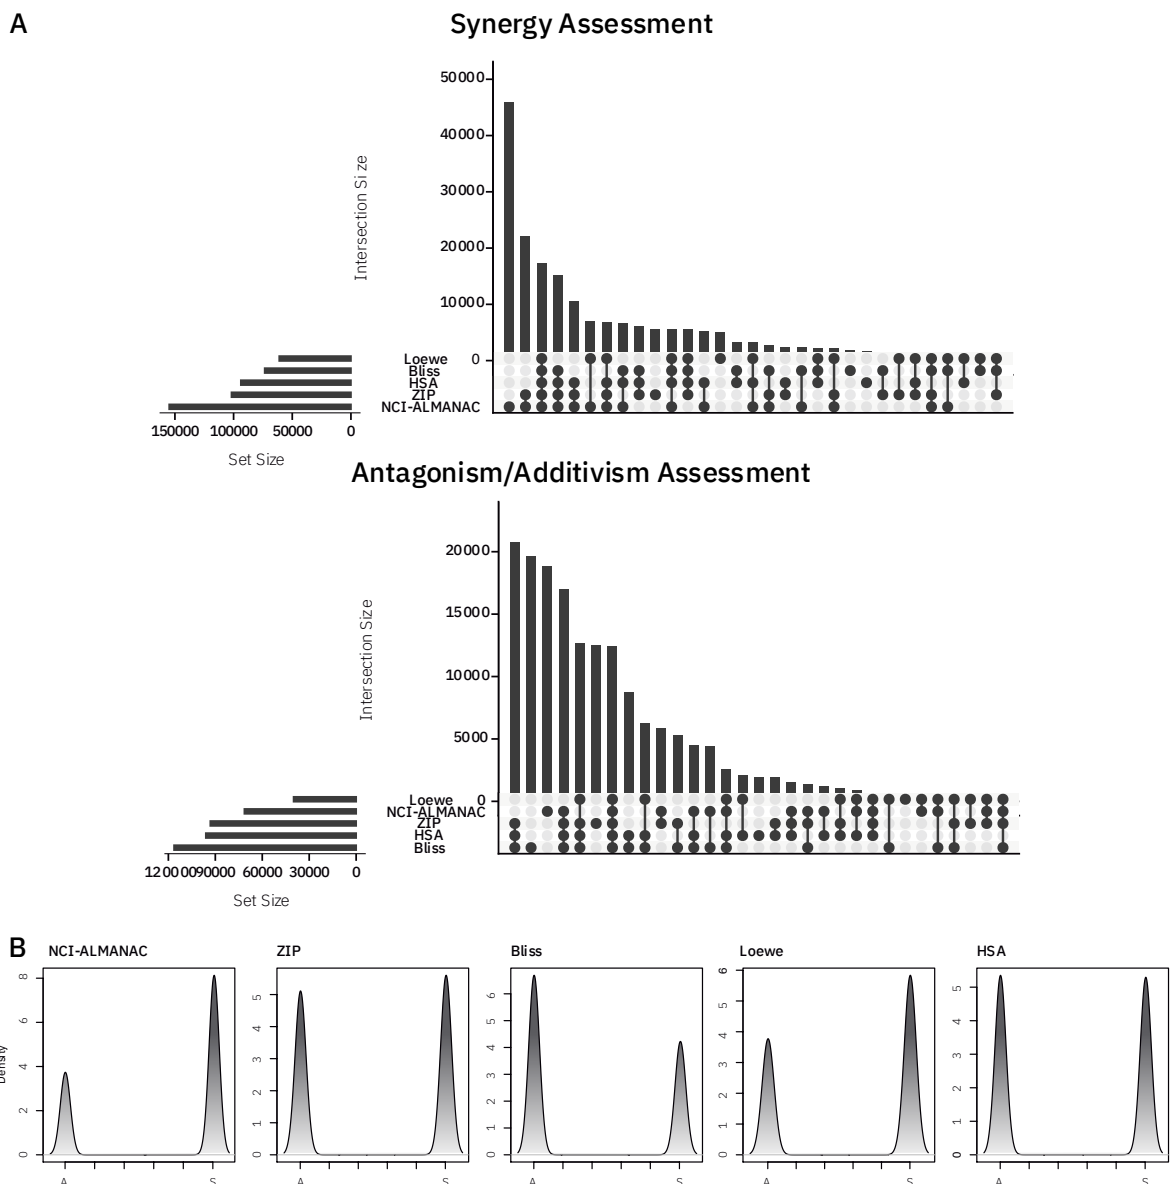 A
Synergy Assessment
50000
40000
30000
20000
10000
0
Intersection Si ze
Loewe
Bliss
HSA
ZIP
NCI-ALMANAC
150000 100000 50000 0
Set Size
Antagonism/Additivism Assessment
20000
15000
10000
5000
0
Intersection Size
Loewe
NCI-ALMANAC
ZIP
HSA
Bliss
120000 90000 60000 30000 0
Set Size
B
NCI-ALMANAC ZIP Bliss Loewe HSA
Density
8
6
4
2
0
A S
5
4
3
2
1
0
A S
6
5
4
3
2
1
0
A S
6
5
4
3
2
1
0
A S
5
4
3
2
1
0
A S